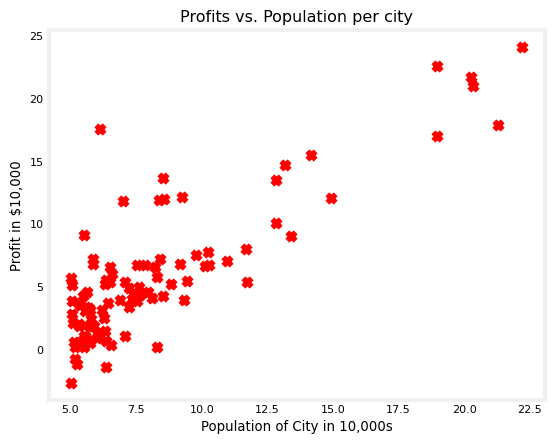 Profits vs. Population per city
25
20
15
10
5
0
Profit in $10,000
5.0 7.5 10.0 12.5 15.0 17.5 20.0 22.5
Population of City in 10,000s